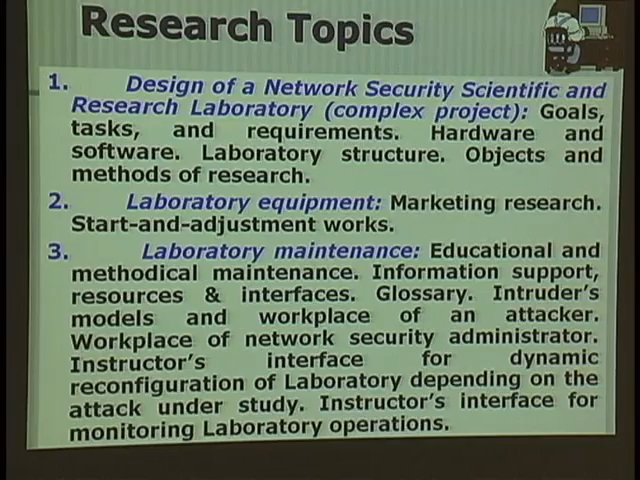 Research Topics
1. Design of a Network Security Scientific and
Research Laboratory (complex project): Goals,
tasks, and requirements. Hardware and
software. Laboratory structure. Objects and
methods of research.
2. Laboratory equipment: Marketing research.
Start-and-adjustment works.
3. Laboratory maintenance: Educational and
methodical maintenance. Information support,
resources & interfaces. Glossary. Intruder's
models and workplace of an attacker.
Workplace of network security administrator.
Instructor's interface for dynamic
reconfiguration of Laboratory depending on the
attack under study. Instructor's interface for
monitoring Laboratory operations.